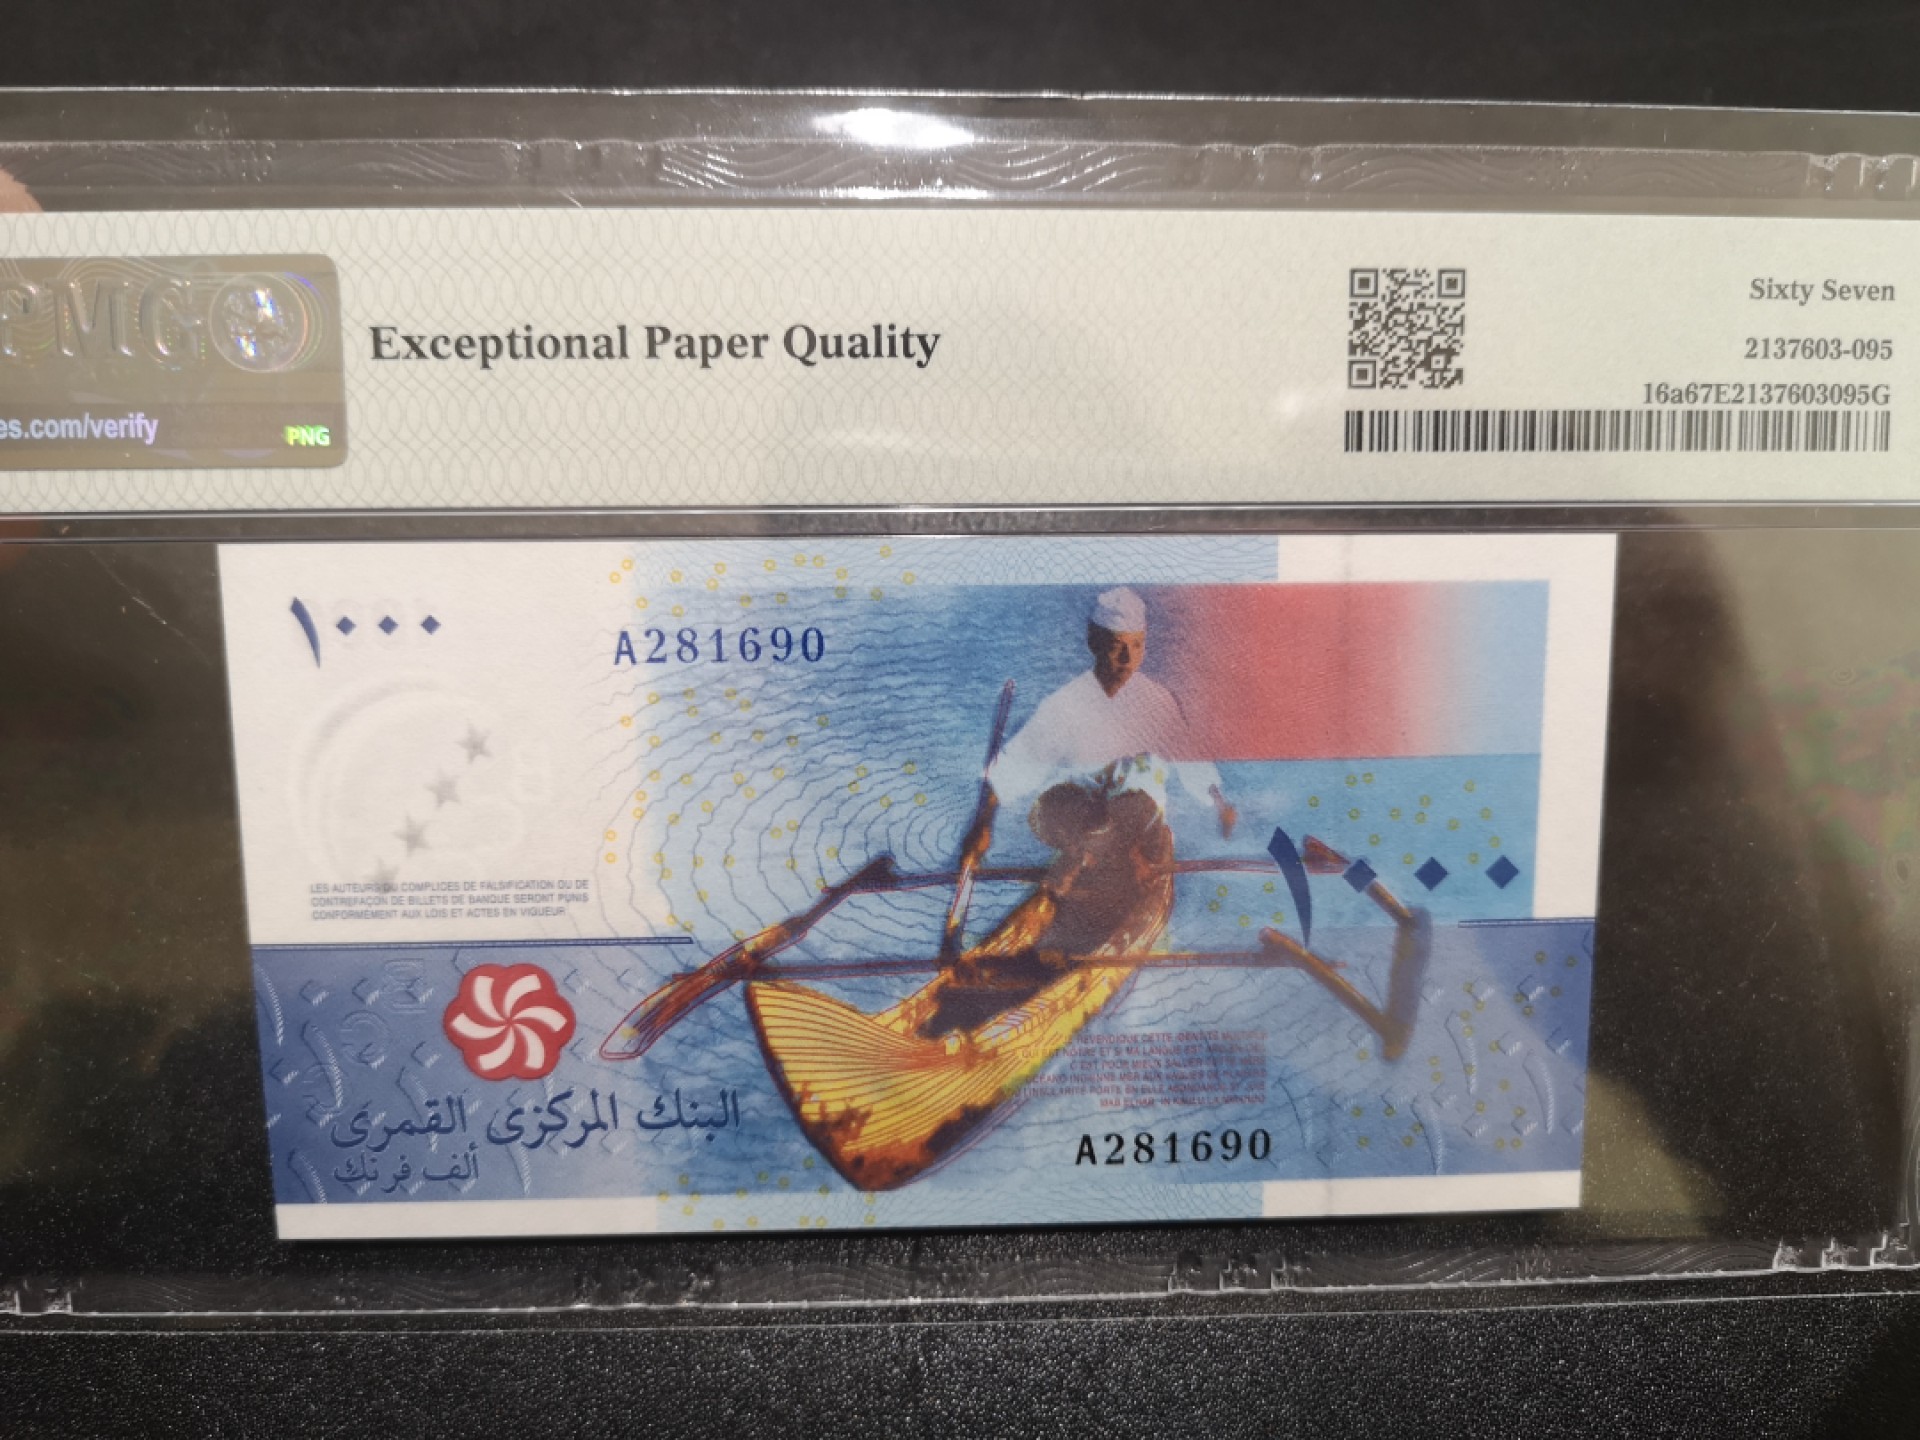 PMG
es.com/verify
PNG
Exceptional Paper Quality
Sixty Seven
2137603-095
16a67E2137603095G
١٠٠٠
A281690
LES AUTEURS OU COMPLICES DE FALSIFICATION OU DE
CONTREFAÇON DE BILLETS DE BANQUE SERONT PUNIS
CONFORMÉMENT AUX LOIS ET ACTES EN VIGUEUR
١٠٠٠
البنك المركزى القمرى
ألف فرنك
A281690